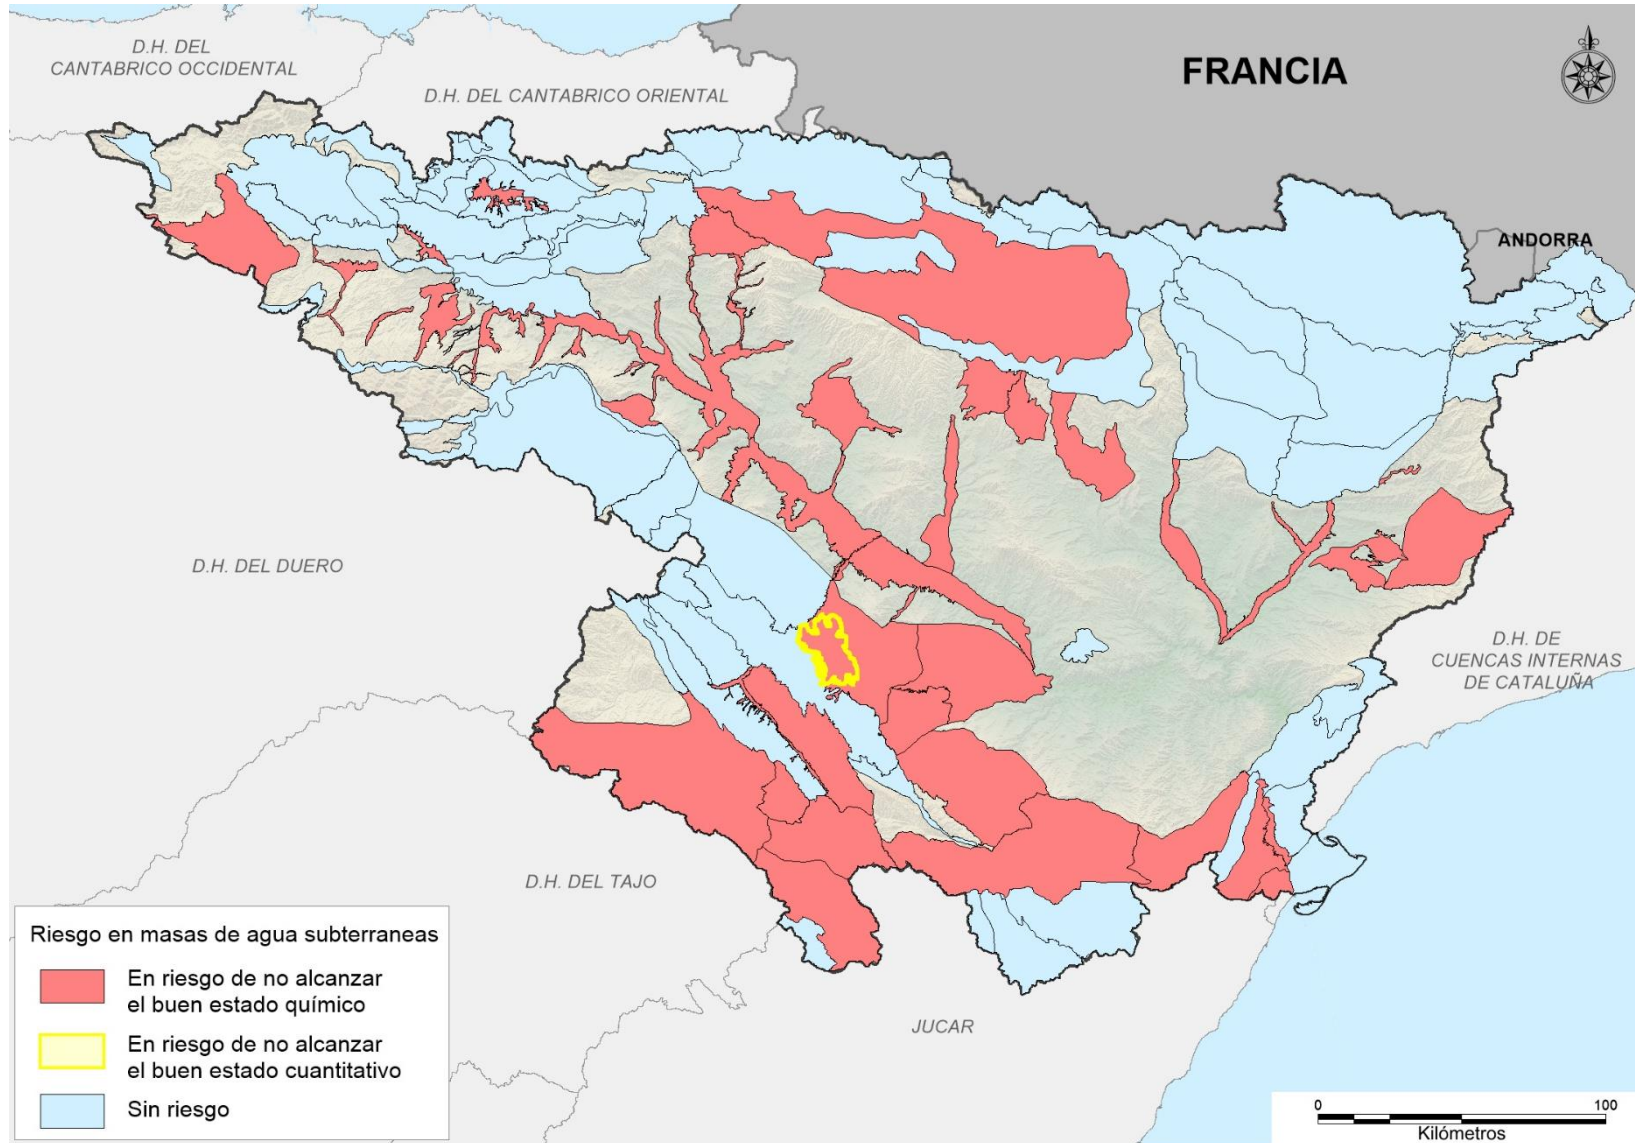 D.H. DEL
CANTABRICO OCCIDENTAL
D.H. DEL CANTABRICO ORIENTAL
FRANCIA
ANDORRA
D.H. DEL DUERO
D.H. DE
CUENCAS INTERNAS
DE CATALUÑA
D.H. DEL TAJO
JUCAR
Riesgo en masas de agua subterraneas
En riesgo de no alcanzar
el buen estado químico
En riesgo de no alcanzar
el buen estado cuantitativo
Sin riesgo
0 100
Kilómetros